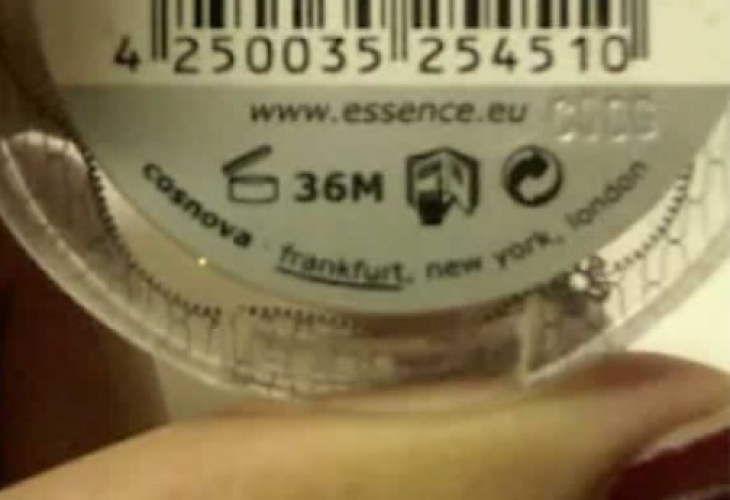 4 250035 254510
www.essence.eu
36M
cosnova · frankfurt, new york, london